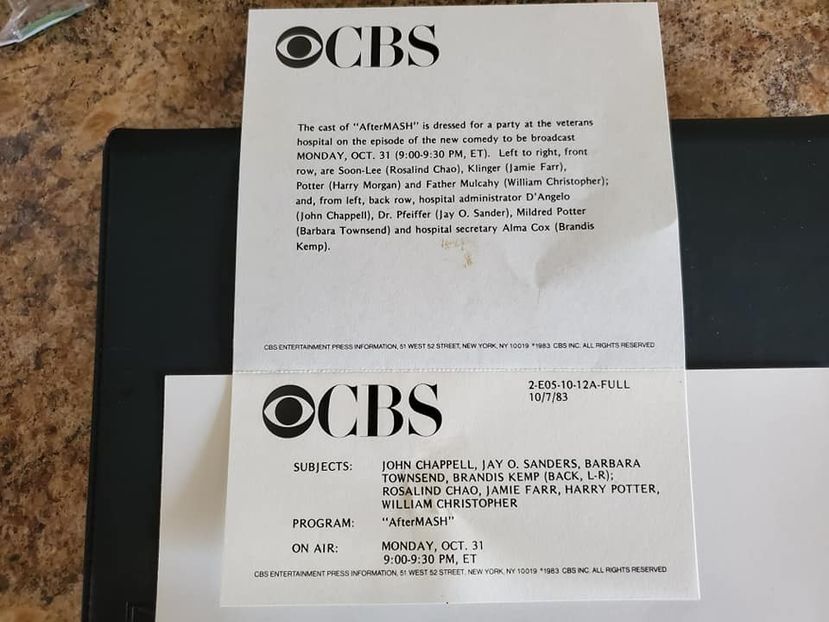 CBS
The cast of "AfterMASH" is dressed for a party at the veterans
hospital on the episode of the new comedy to be broadcast
MONDAY, OCT. 31 (9:00-9:30 PM, ET). Left to right, front
row, are Soon-Lee (Rosalind Chao), Klinger (Jamie Farr),
Potter (Harry Morgan) and Father Mulcahy (William Christopher);
and, from left, back row, hospital administrator D'Angelo
(John Chappell), Dr. Pfeiffer (Jay O. Sander), Mildred Potter
(Barbara Townsend) and hospital secretary Alma Cox (Brandis
Kemp).
CBS ENTERTAINMENT PRESS INFORMATION, 51 WEST 52 STREET, NEW YORK, NY 10019 *1983 CBS INC. ALL RIGHTS RESERVED
CBS
2-E05-10-12A-FULL
10/7/83
SUBJECTS: JOHN CHAPPELL, JAY O. SANDERS, BARBARA
TOWNSEND, BRANDIS KEMP (BACK, L-R);
ROSALIND CHAO, JAMIE FARR, HARRY POTTER,
WILLIAM CHRISTOPHER
PROGRAM: "AfterMASH"
ON AIR: MONDAY, OCT. 31
9:00-9:30 PM, ET
CBS ENTERTAINMENT PRESS INFORMATION, 51 WEST 52 STREET, NEW YORK, NY 10019 *1983 CBS INC. ALL RIGHTS RESERVED